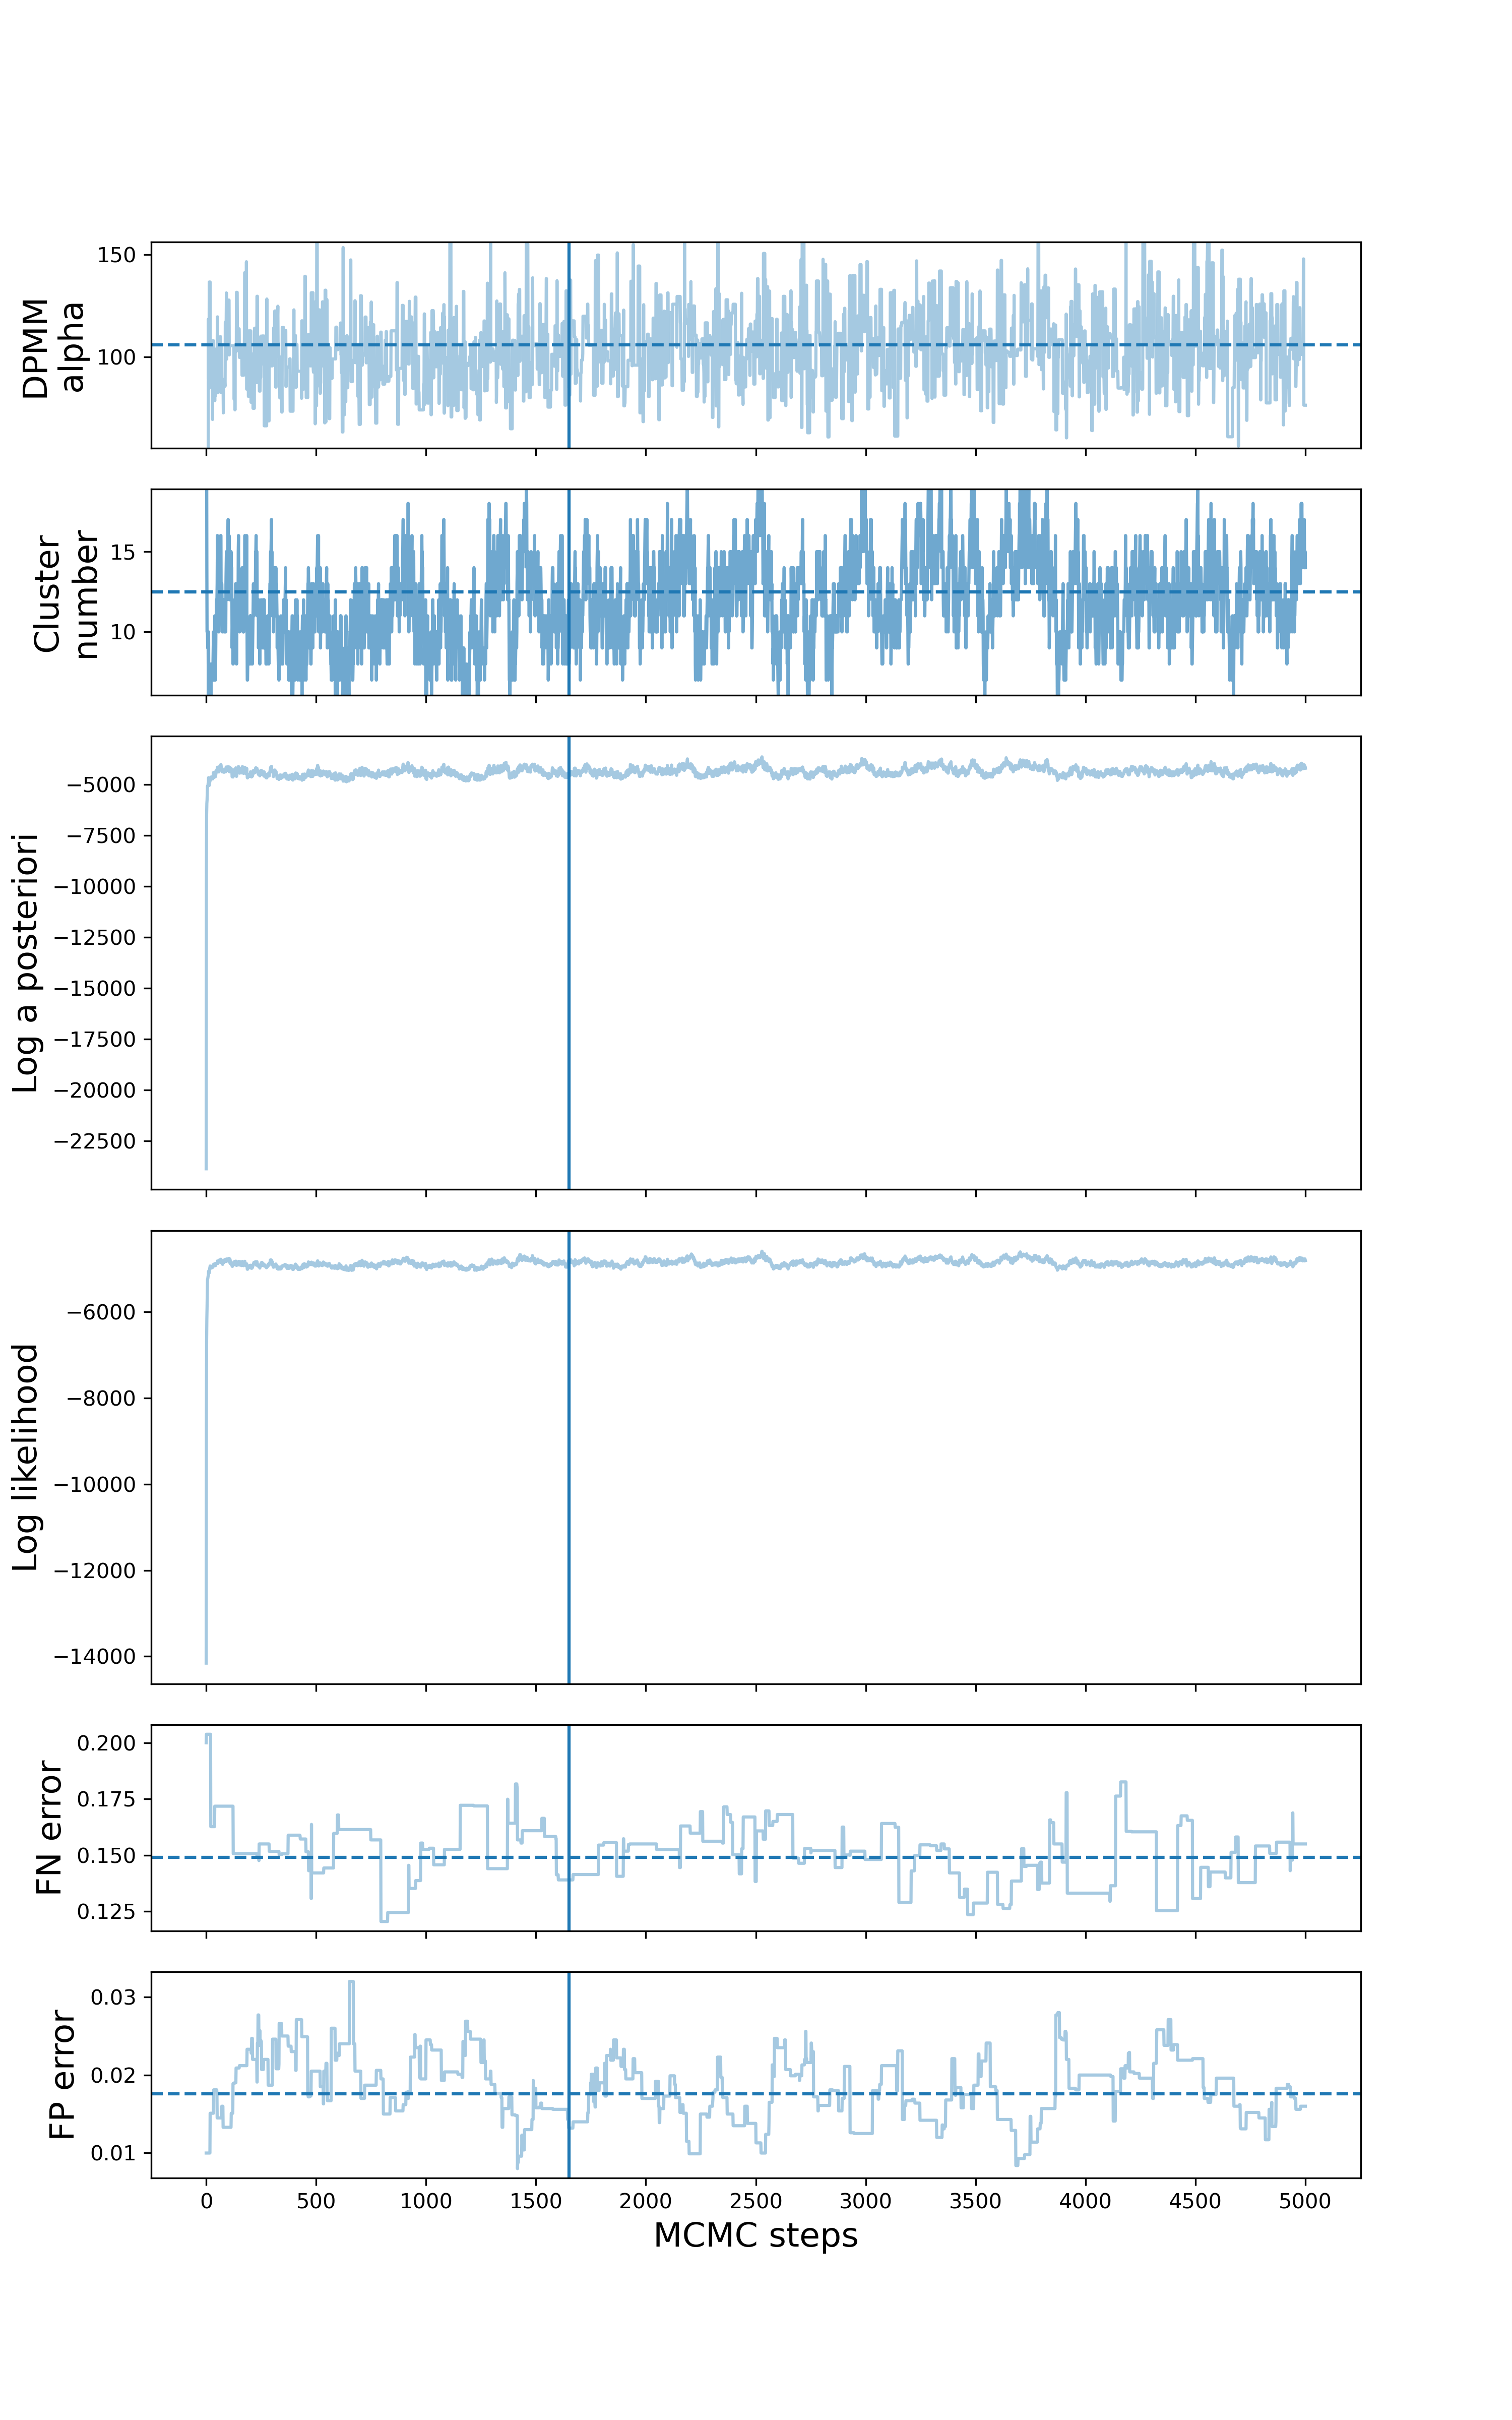 DPMM
alpha
150
100
Cluster
number
15
10
Log a posteriori
−5000
−7500
−10000
−12500
−15000
−17500
−20000
−22500
Log likelihood
−6000
−8000
−10000
−12000
−14000
FN error
0.200
0.175
0.150
0.125
FP error
0.03
0.02
0.01
0 500 1000 1500 2000 2500 3000 3500 4000 4500 5000
MCMC steps